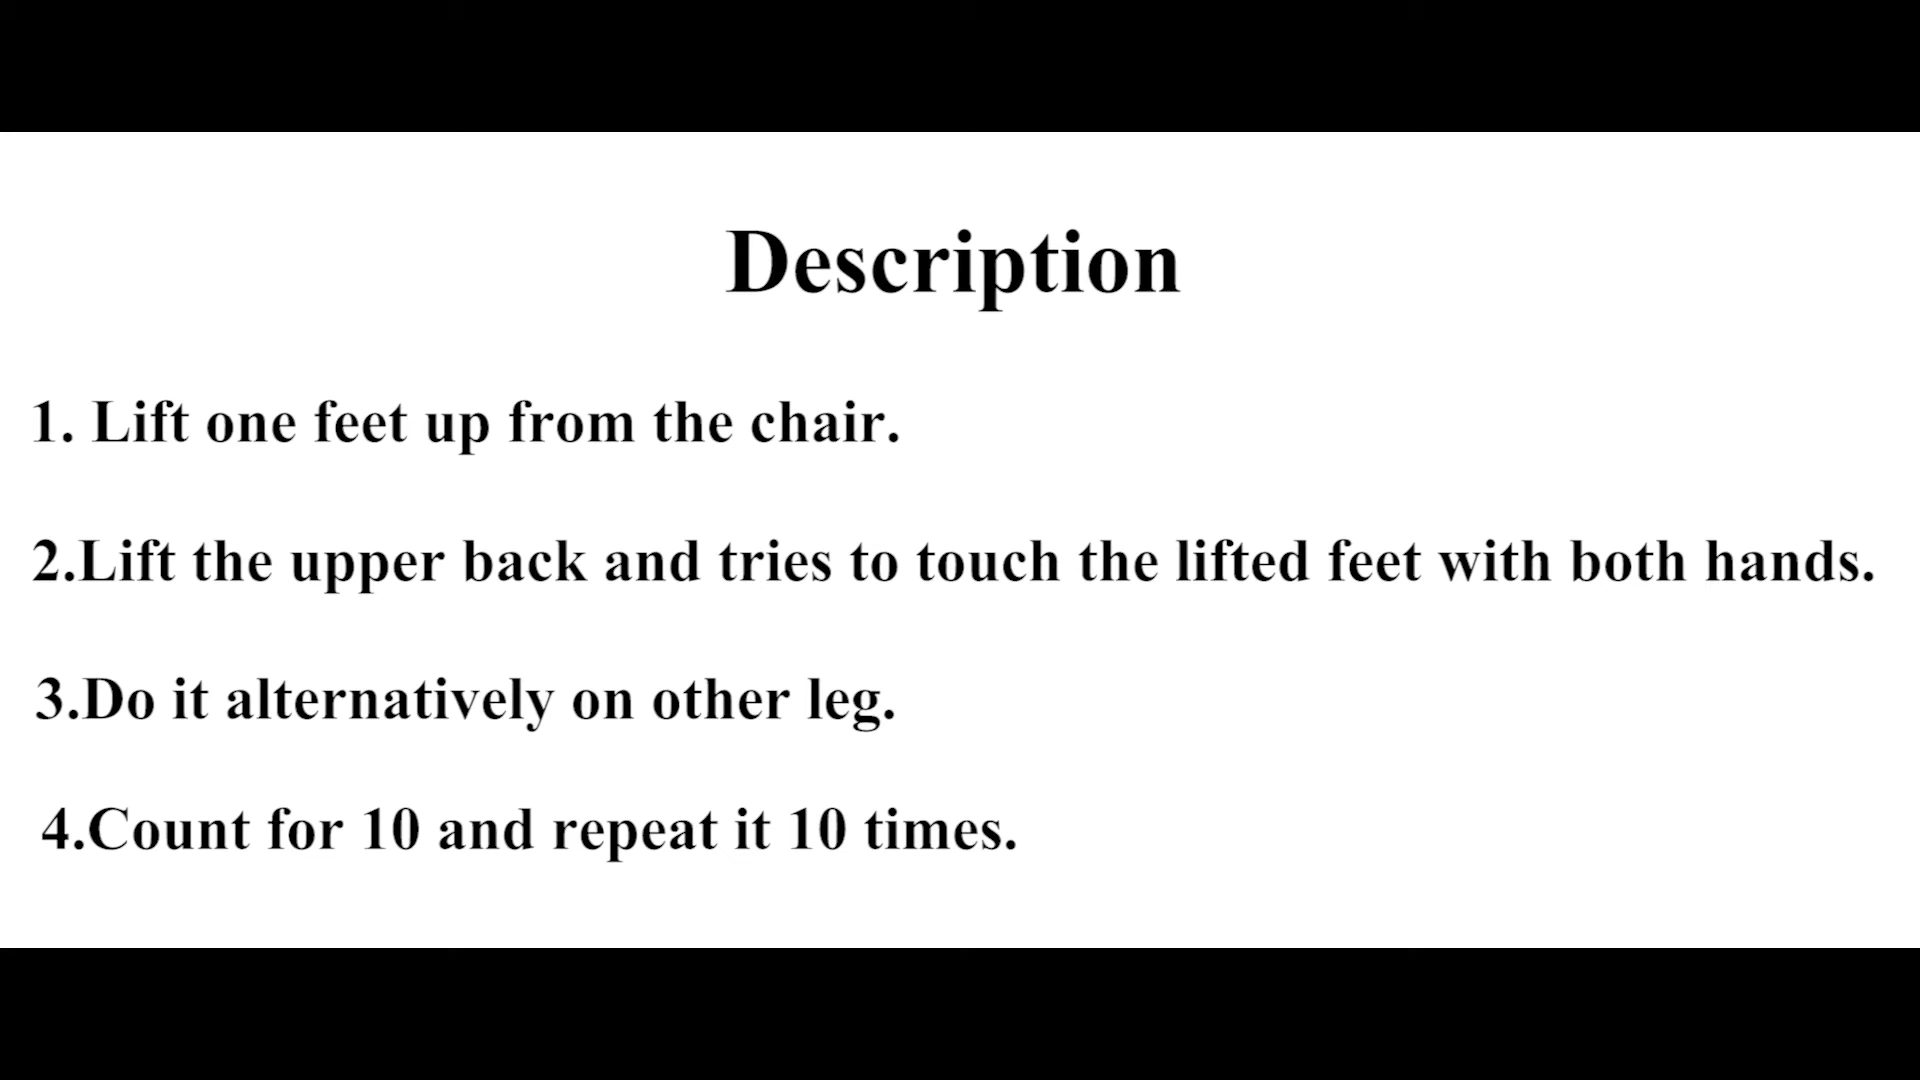 Description
1. Lift one feet up from the chair.
2.Lift the upper back and tries to touch the lifted feet with both hands.
3.Do it alternatively on other leg.
4.Count for 10 and repeat it 10 times.